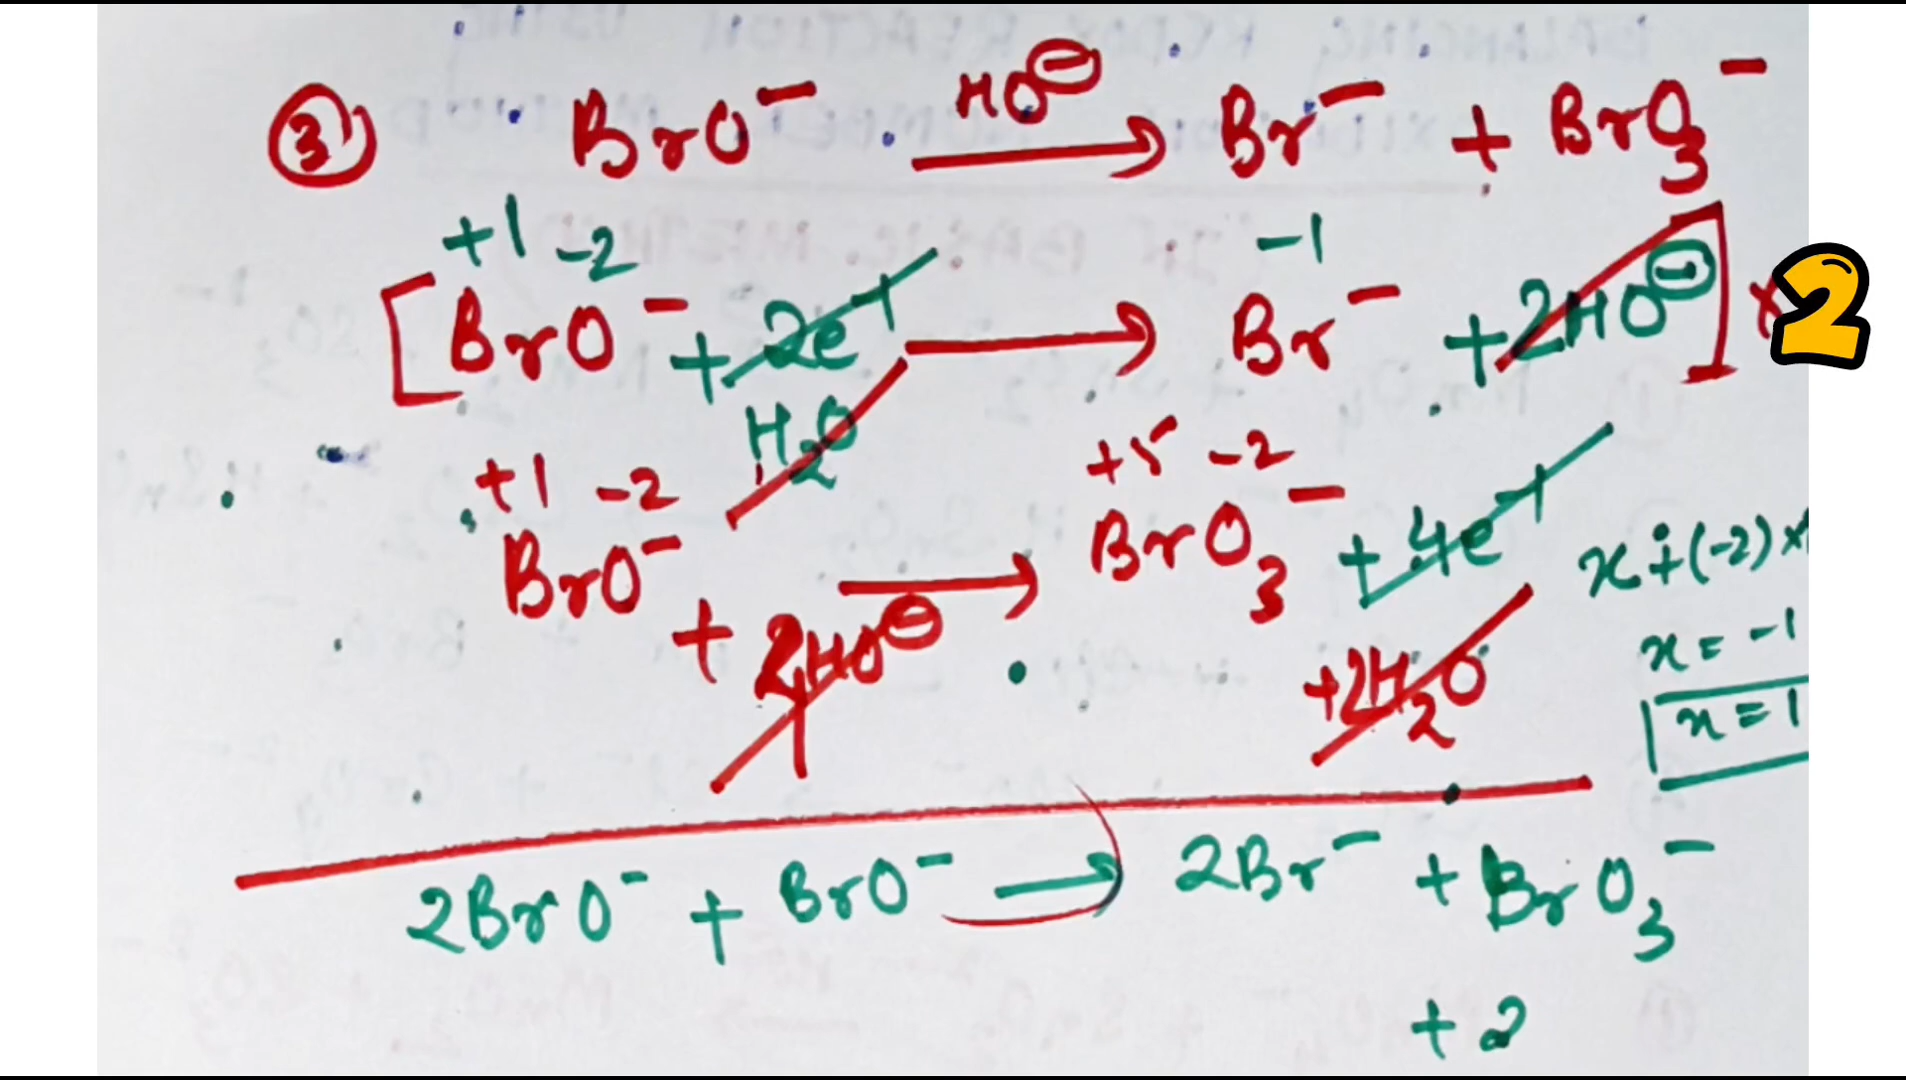 ③ BrO⁻ HO⊖ → Br⁻ + BrO₃⁻
+1 -2 -1
[BrO⁻ + 2e⁻ → Br⁻ + 2HO⊖] × 2
H₂O
+1 -2 +5 -2
BrO⁻ → BrO₃⁻ + 4e⁻ x + (-2) ×
+ 2HO⊖ + 2H₂O x = -1
x = 1
2BrO⁻ + BrO⁻ → 2Br⁻ + BrO₃⁻
+ 2